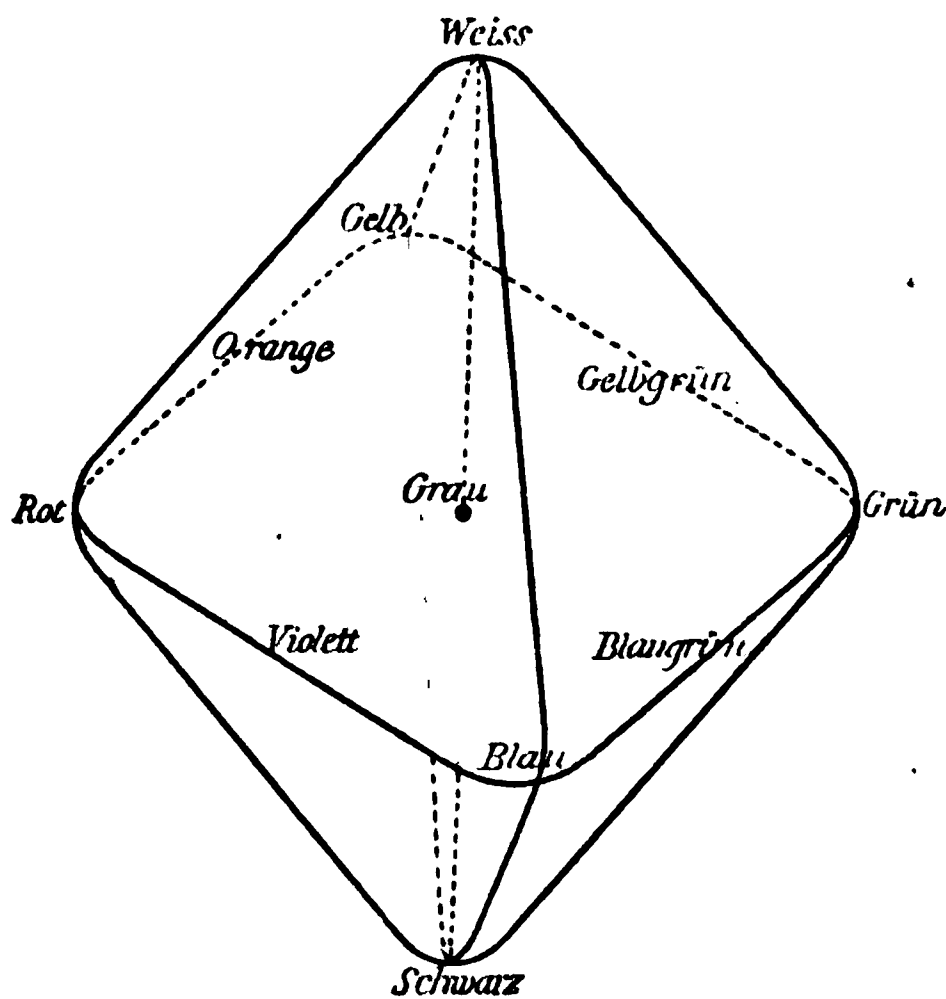 Weiss
Gelb
Orange
Gelbgrün
Grau
Rot
Grün
Violett
Blaugrün
Blau
Schwarz